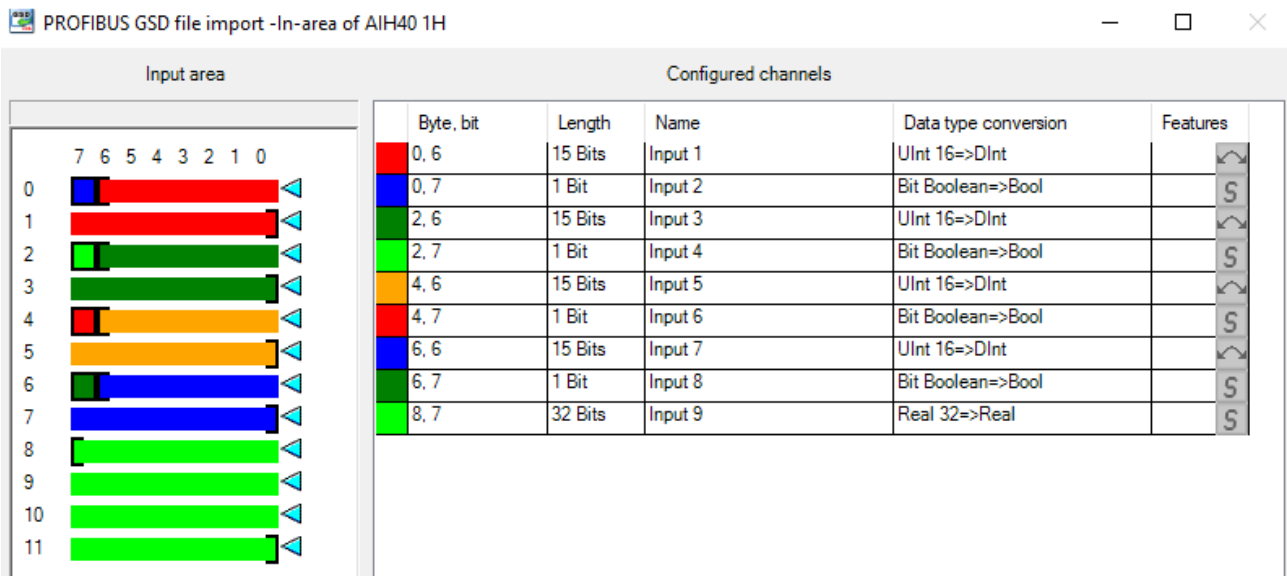 PROFIBUS GSD file import -In-area of AIH40 1H
Input area
Configured channels
7 6 5 4 3 2 1 0
0
1
2
3
4
5
6
7
8
9
10
11
Byte, bit Length Name Data type conversion Features
0, 6 15 Bits Input 1 UInt 16=>DInt
0, 7 1 Bit Input 2 Bit Boolean=>Bool S
2, 6 15 Bits Input 3 UInt 16=>DInt
2, 7 1 Bit Input 4 Bit Boolean=>Bool S
4, 6 15 Bits Input 5 UInt 16=>DInt
4, 7 1 Bit Input 6 Bit Boolean=>Bool S
6, 6 15 Bits Input 7 UInt 16=>DInt
6, 7 1 Bit Input 8 Bit Boolean=>Bool S
8, 7 32 Bits Input 9 Real 32=>Real S